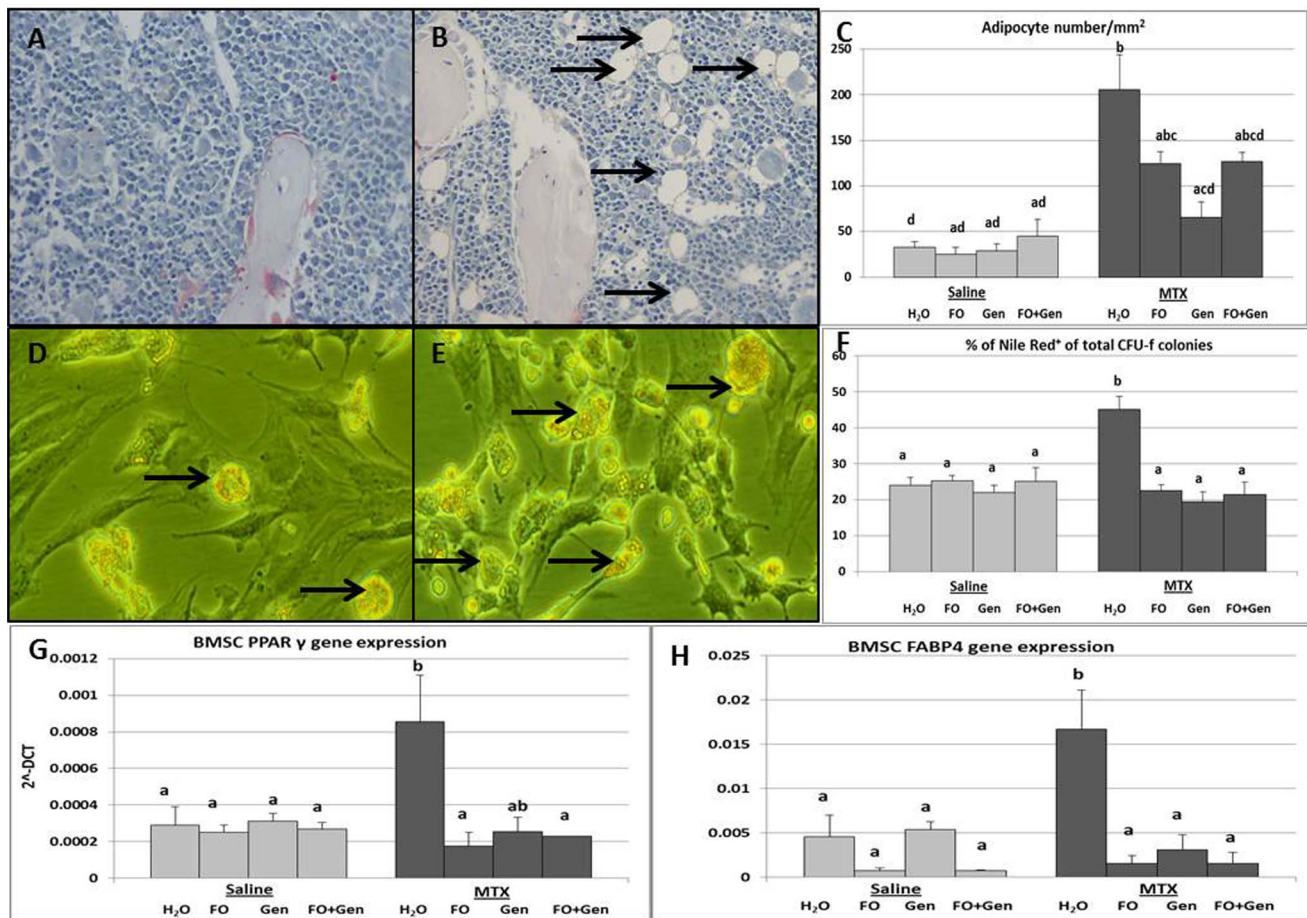 A
B
C
Adipocyte number/mm²
250
200
150
100
50
0
d ad ad ad b abc acd abcd
Saline MTX
H₂O FO Gen FO+Gen H₂O FO Gen FO+Gen
D
E
F
% of Nile Red⁺ of total CFU-f colonies
60
50
40
30
20
10
0
a a a a b a a a
Saline MTX
H₂O FO Gen FO+Gen H₂O FO Gen FO+Gen
G
BMSC PPAR γ gene expression
2^-DCT
0.0012
0.001
0.0008
0.0006
0.0004
0.0002
0
a a a a b a ab a
Saline MTX
H₂O FO Gen FO+Gen H₂O FO Gen FO+Gen
H
BMSC FABP4 gene expression
0.025
0.02
0.015
0.01
0.005
0
a a a a b a a a
Saline MTX
H₂O FO Gen FO+Gen H₂O FO Gen FO+Gen